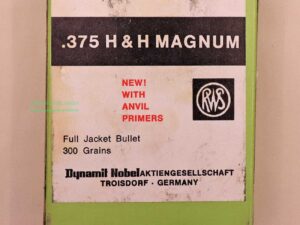 .375 H & H MAGNUM
NEW!
WITH
ANVIL
PRIMERS
RWS
Full Jacket Bullet
300 Grains
Dynamit Nobel AKTIENGESELLSCHAFT
TROISDORF · GERMANY